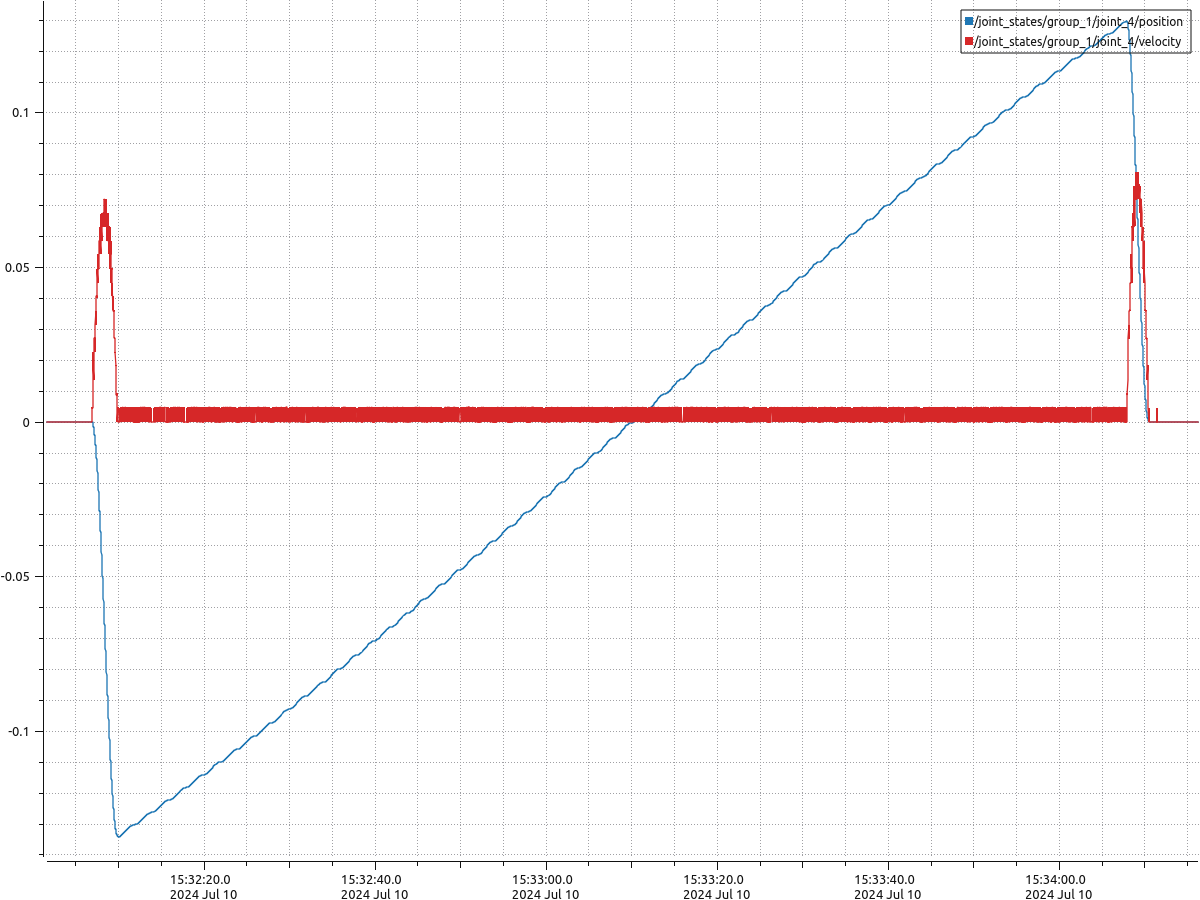 /joint_states/group_1/joint_4/position
/joint_states/group_1/joint_4/velocity
0.1
0.05
0
-0.05
-0.1
15:32:20.0 15:32:40.0 15:33:00.0 15:33:20.0 15:33:40.0 15:34:00.0
2024 Jul 10 2024 Jul 10 2024 Jul 10 2024 Jul 10 2024 Jul 10 2024 Jul 10